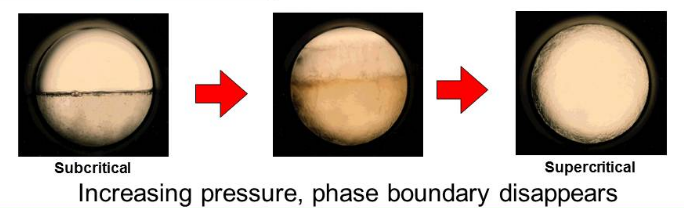 Subcritical
Supercritical
Increasing pressure, phase boundary disappears